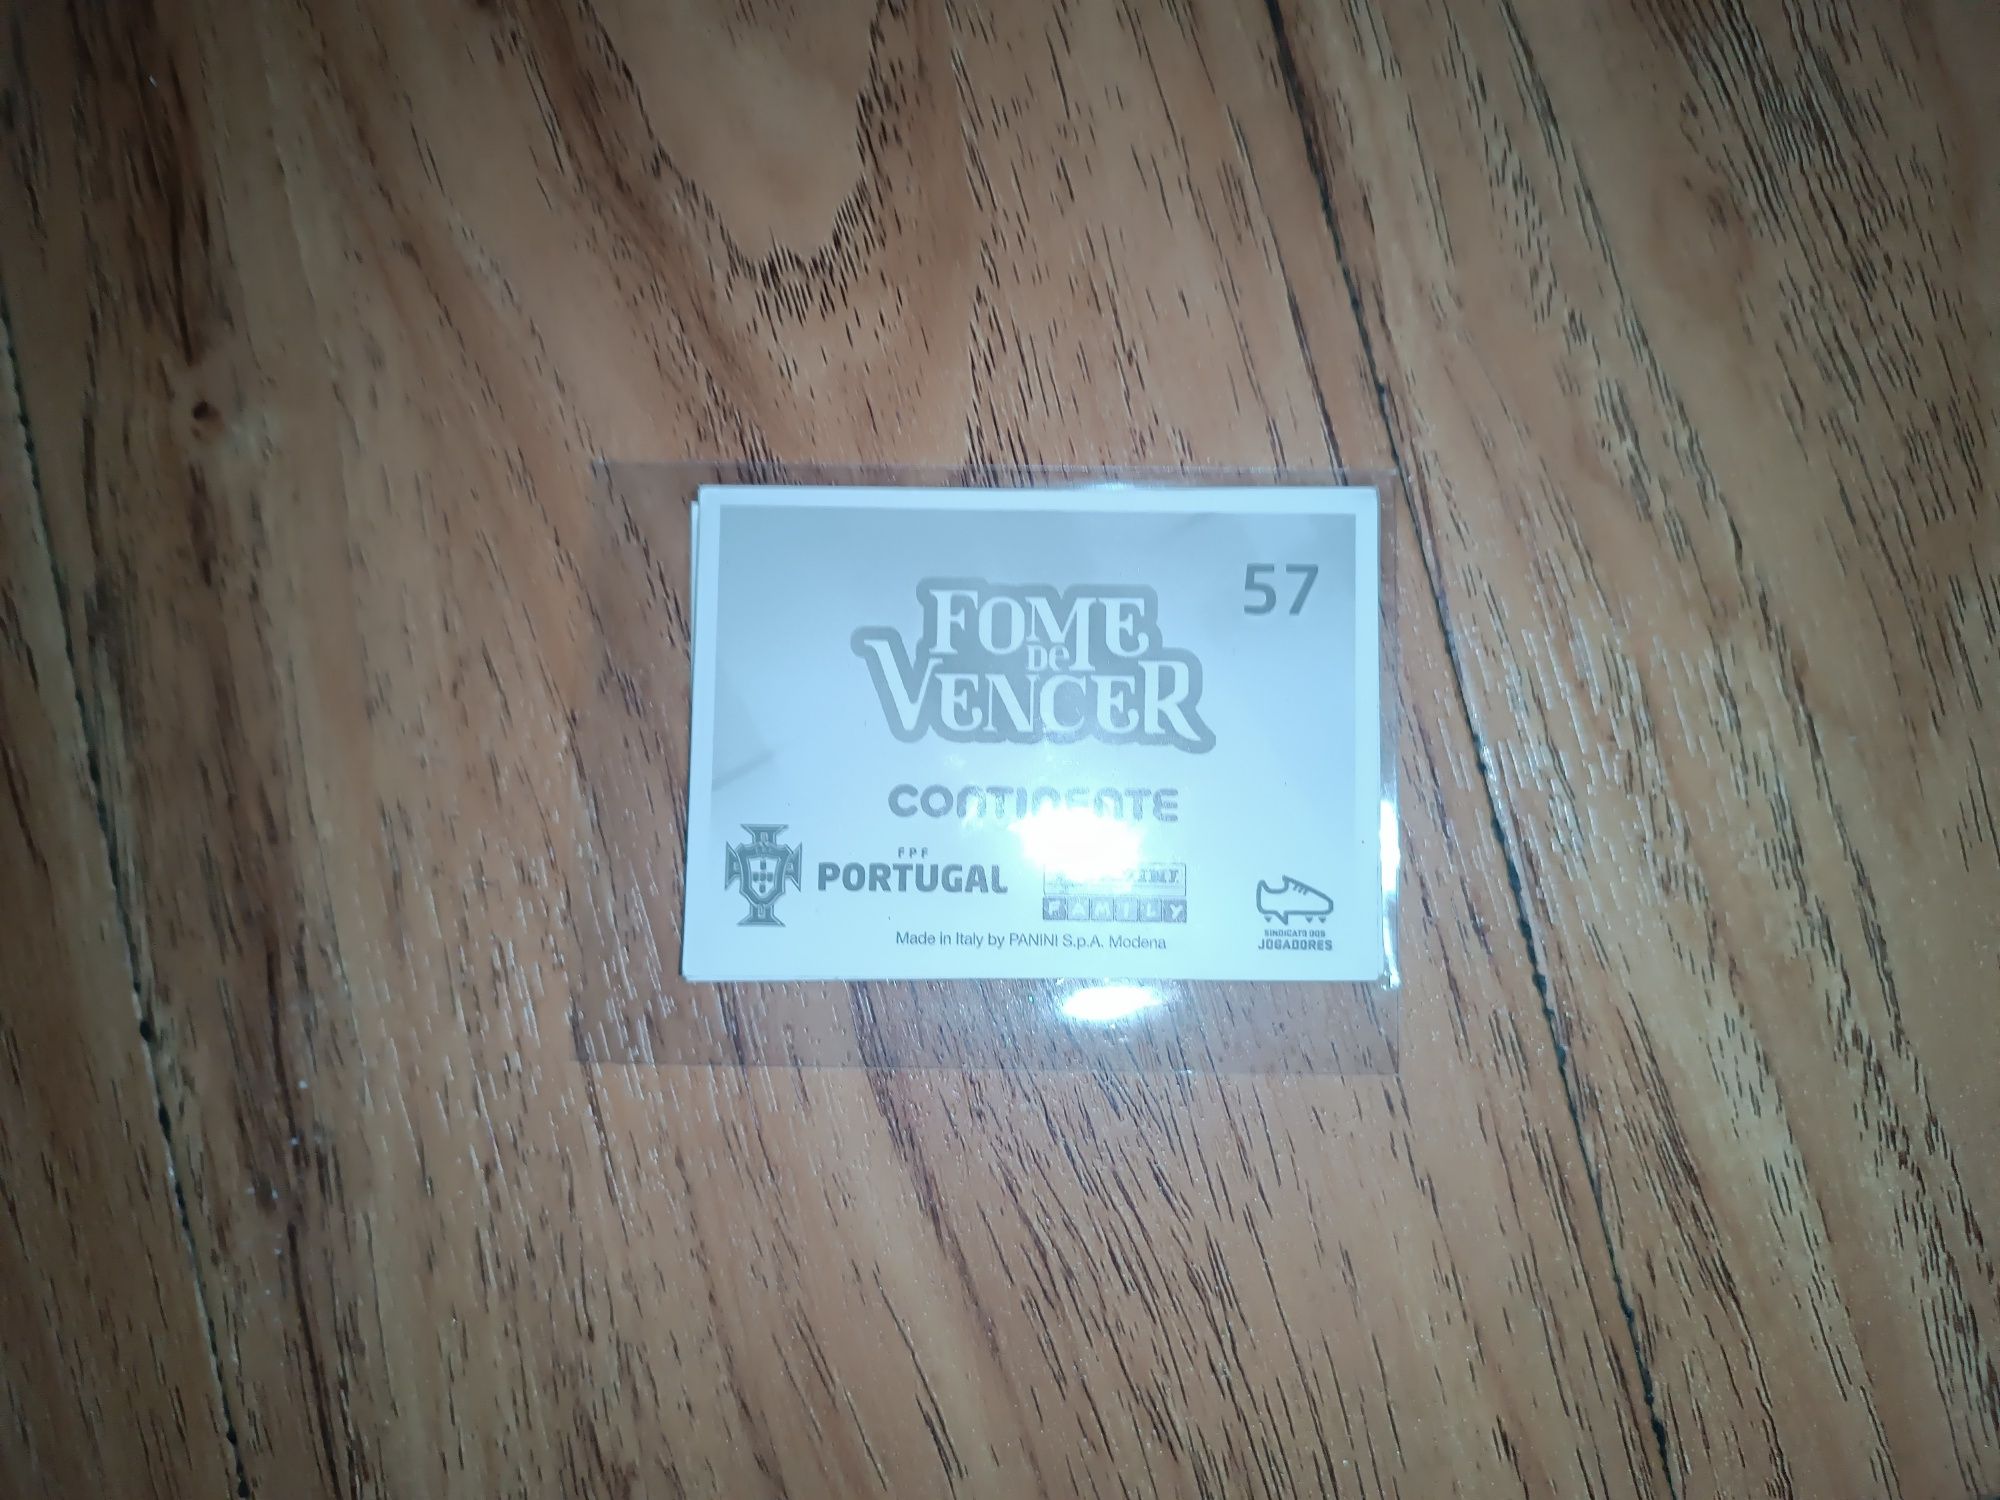 57
FOME
DE
VENCER
CONTINENTE
FPF
PORTUGAL
FAMILY
Made in Italy by PANINI S.p.A. Modena
SINDICATO DOS
JOGADORES